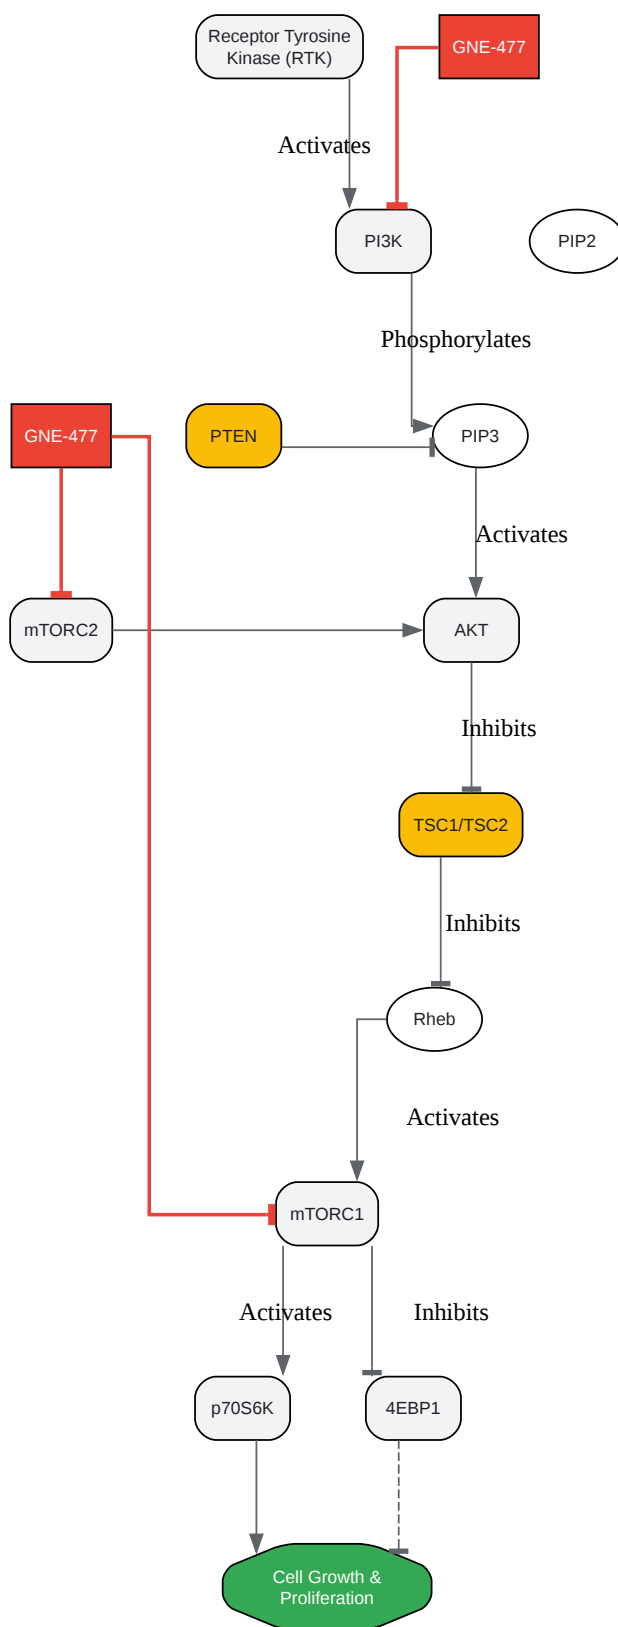 Receptor Tyrosine
Kinase (RTK)
GNE-477
Activates
PI3K
PIP2
Phosphorylates
GNE-477
PTEN
PIP3
Activates
mTORC2
AKT
Inhibits
TSC1/TSC2
Inhibits
Rheb
Activates
mTORC1
Activates
Inhibits
p70S6K
4EBP1
Cell Growth &
Proliferation